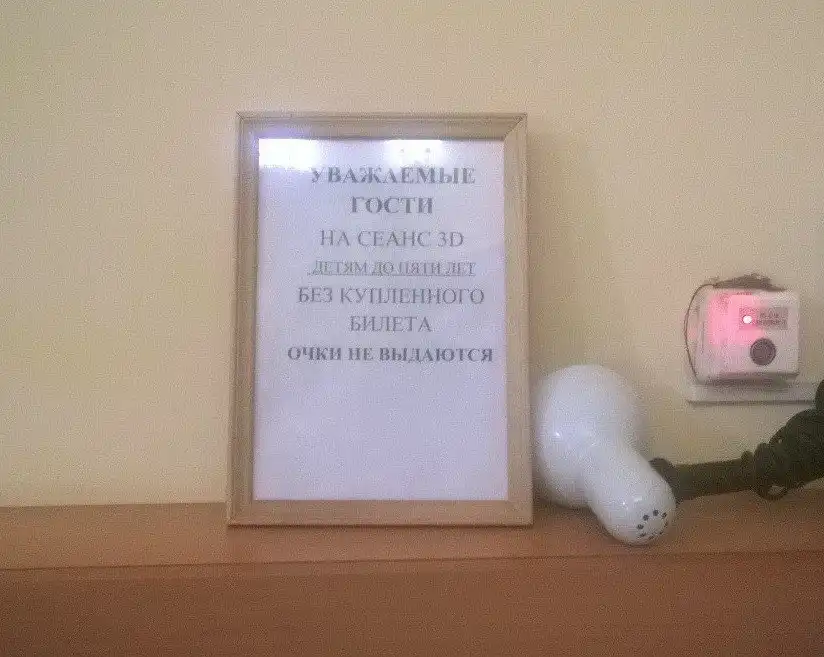 УВАЖАЕМЫЕ
ГОСТИ
НА СЕАНС 3D
ДЕТЯМ ДО ПЯТИ ЛЕТ
БЕЗ КУПЛЕННОГО
БИЛЕТА
ОЧКИ НЕ ВЫДАЮТСЯ